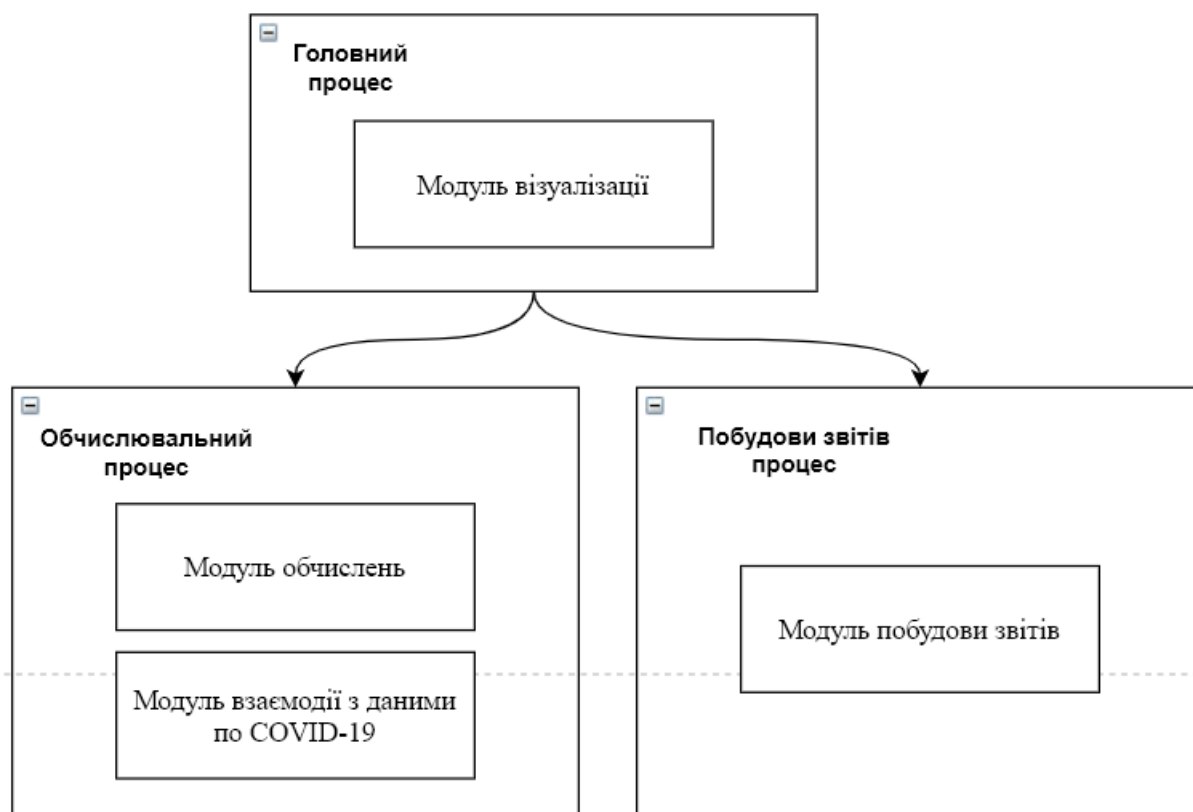 Головний
процес
Модуль візуалізації
Обчислювальний
процес
Модуль обчислень
Модуль взаємодії з даними
по COVID-19
Побудови звітів
процес
Модуль побудови звітів